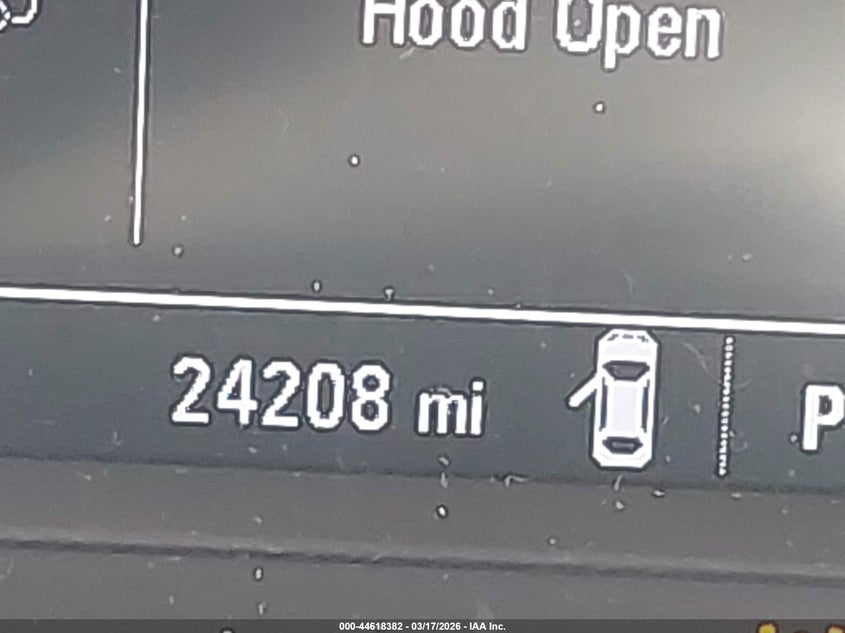 Hood Open
24208 mi
P
000-44618382 - 03/17/2026 - IAA Inc.